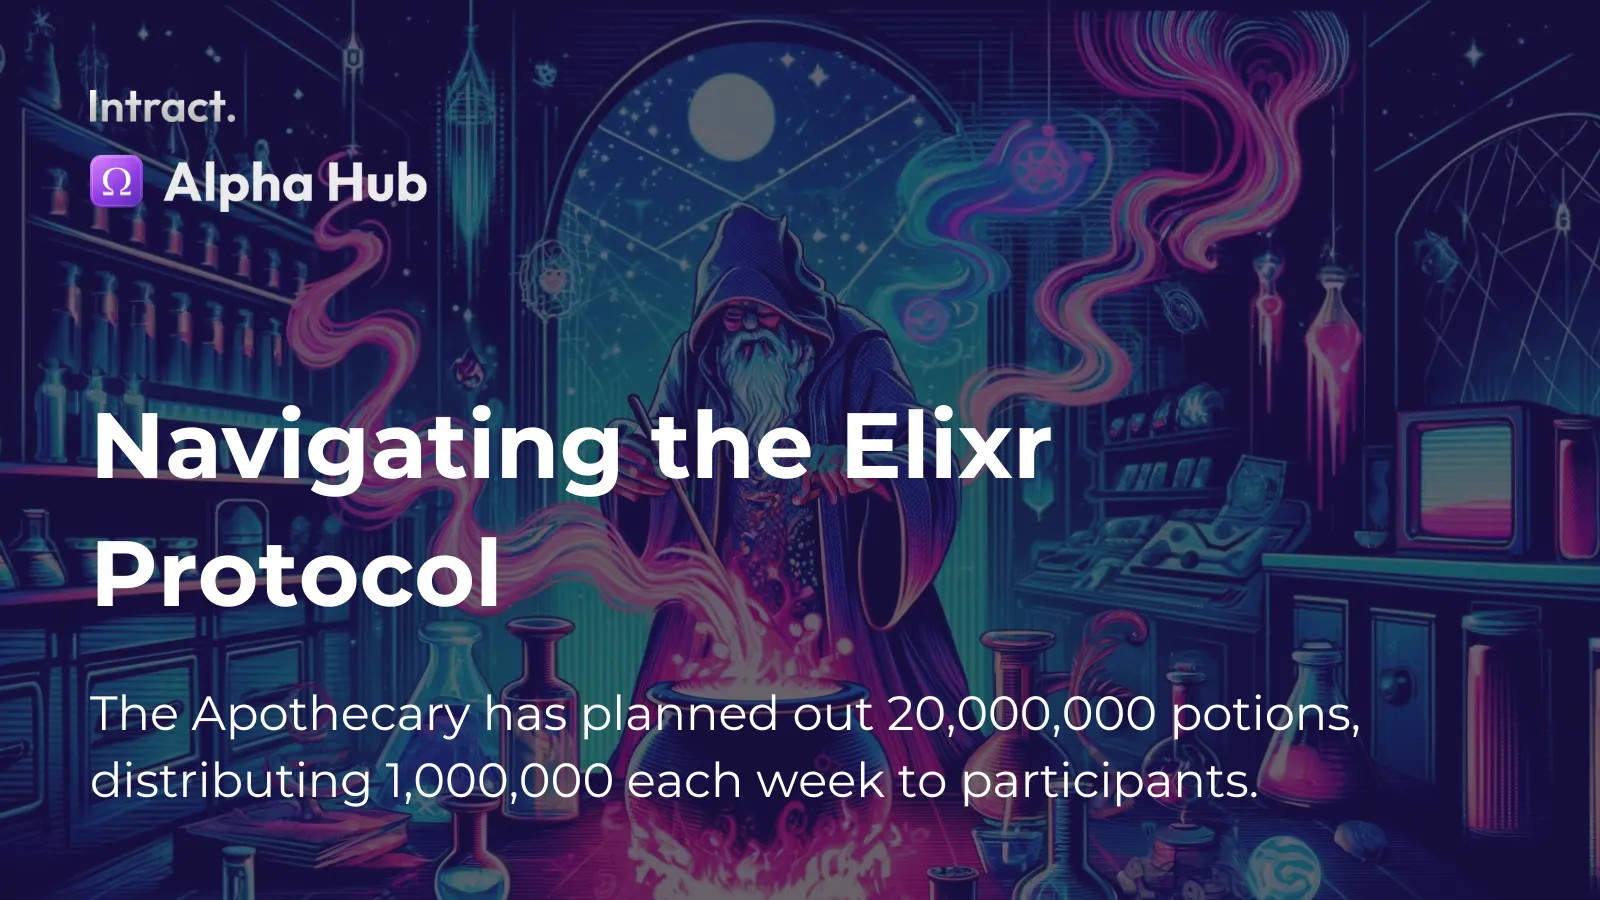 Intract.
Ω Alpha Hub
Navigating the Elixr
Protocol
The Apothecary has planned out 20,000,000 potions,
distributing 1,000,000 each week to participants.